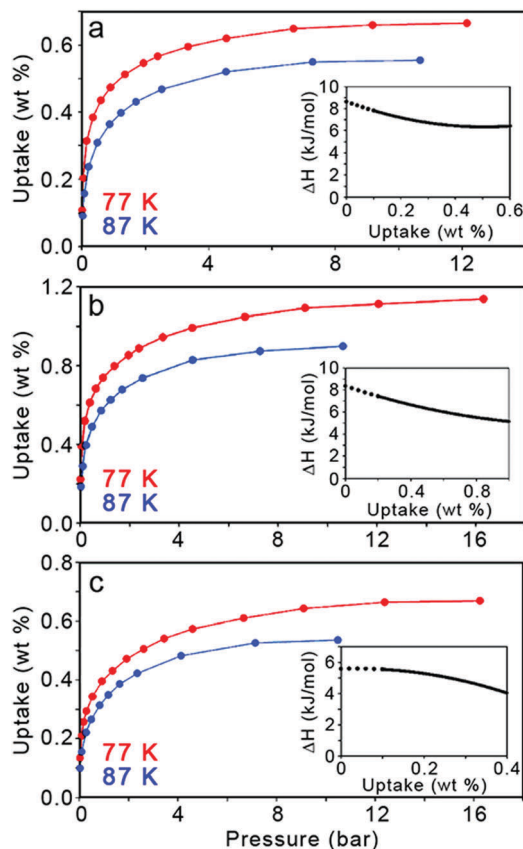 a
Uptake (wt %)
0.6
0.4
0.2
0.0
77 K
87 K
0 4 8 12
ΔH (kJ/mol)
10
8
6
4
2
0
0 0.2 0.4 0.6
Uptake (wt %)
b
Uptake (wt %)
1.2
0.8
0.4
0.0
77 K
87 K
0 4 8 12 16
ΔH (kJ/mol)
10
8
6
4
2
0
0 0.4 0.8
Uptake (wt %)
c
Uptake (wt %)
0.8
0.6
0.4
0.2
0.0
77 K
87 K
ΔH (kJ/mol)
6
4
2
0
0 0.2 0.4
Uptake (wt %)
0 4 8 12 16
Pressure (bar)